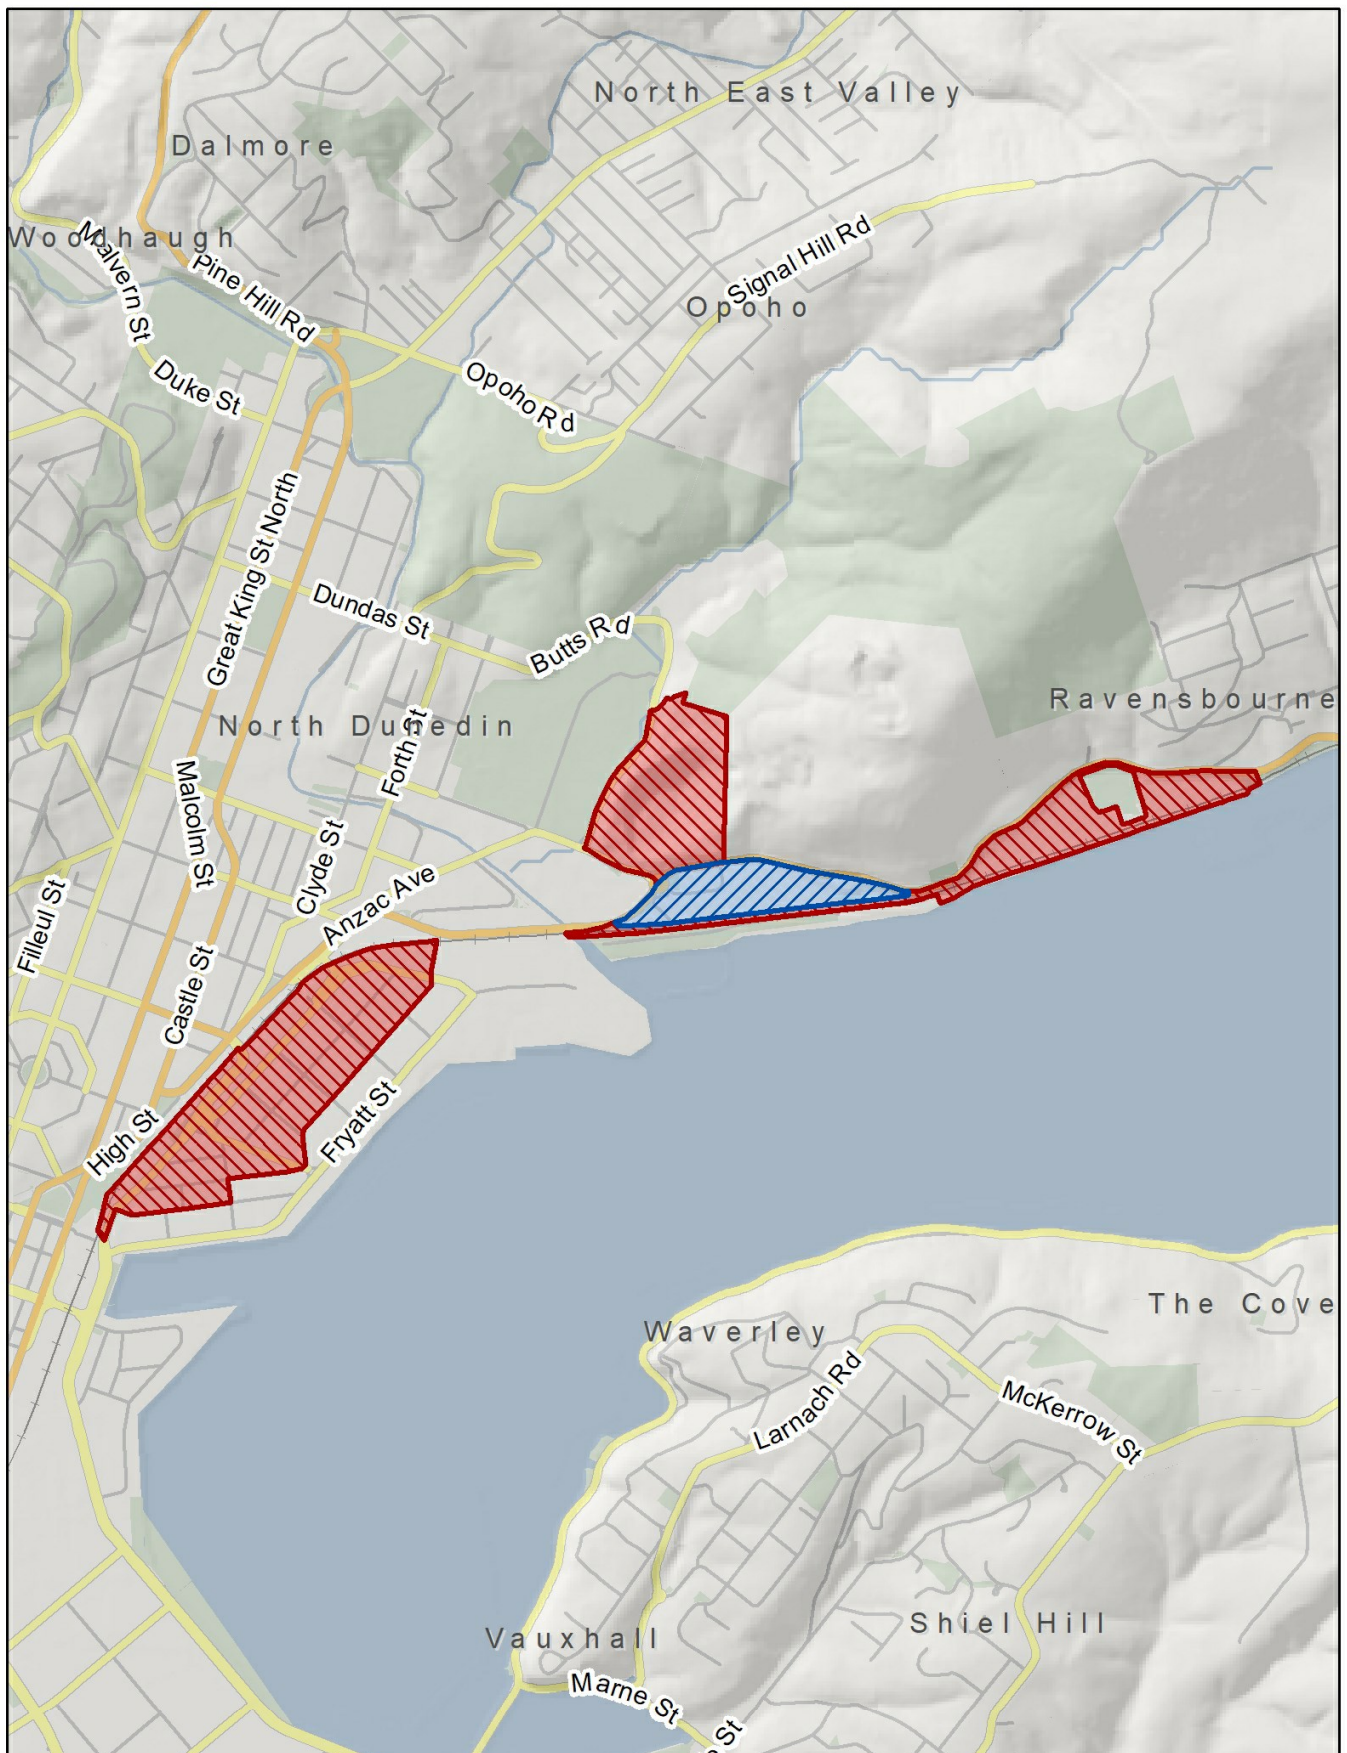 North East Valley
Dalmore
Woodhaugh
Malvern St
Pine Hill Rd
Signal Hill Rd
Opoho
Duke St
Opoho Rd
Great King St North
Dundas St
Butts Rd
Ravensbourne
North Dunedin
Forth St
Malcolm St
Clyde St
Anzac Ave
Filleul St
Castle St
High St
Fryatt St
The Cove
Waverley
Larnach Rd
McKerrow St
Shiel Hill
Vauxhall
Marne St
St